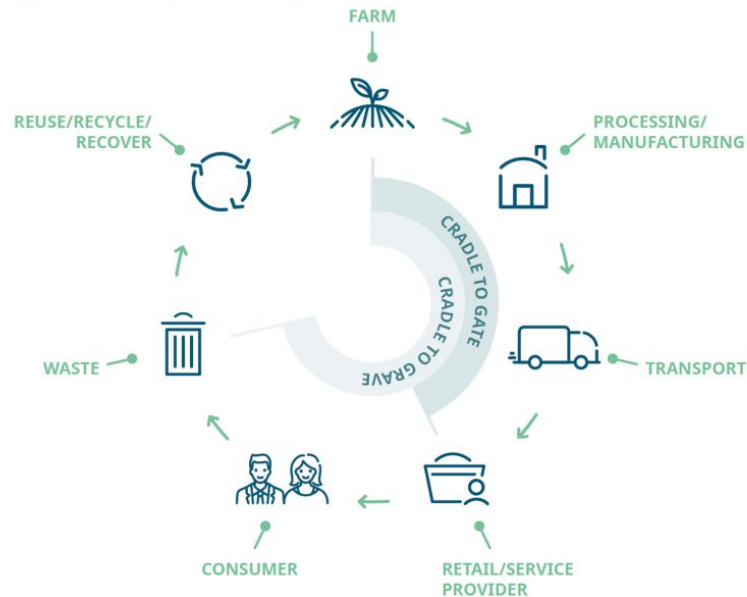 FARM
PROCESSING/
MANUFACTURING
TRANSPORT
RETAIL/SERVICE
PROVIDER
CONSUMER
WASTE
REUSE/RECYCLE/
RECOVER
CRADLE TO GATE
CRADLE TO GRAVE